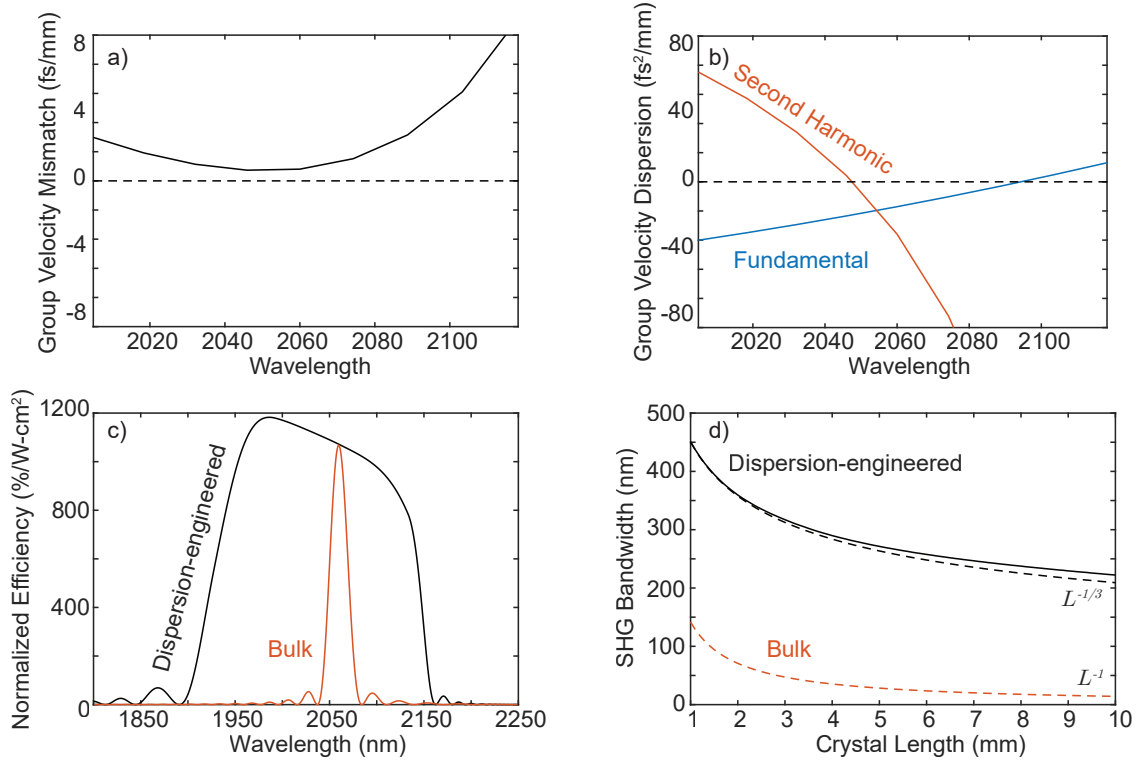 a)
Group Velocity Mismatch (fs/mm)
8
4
0
-4
-8
2020 2040 2060 2080 2100
Wavelength
b)
Group Velocity Dispersion (fs²/mm)
80
40
0
-40
-80
Second Harmonic
Fundamental
2020 2040 2060 2080 2100
Wavelength
c)
Normalized Efficiency (%/W-cm²)
1200
800
400
0
Dispersion-engineered
Bulk
1850 1950 2050 2150 2250
Wavelength (nm)
d)
SHG Bandwidth (nm)
500
450
300
200
100
0
Dispersion-engineered
L^-1/3
Bulk
L^-1
1 2 3 4 5 6 7 8 9 10
Crystal Length (mm)